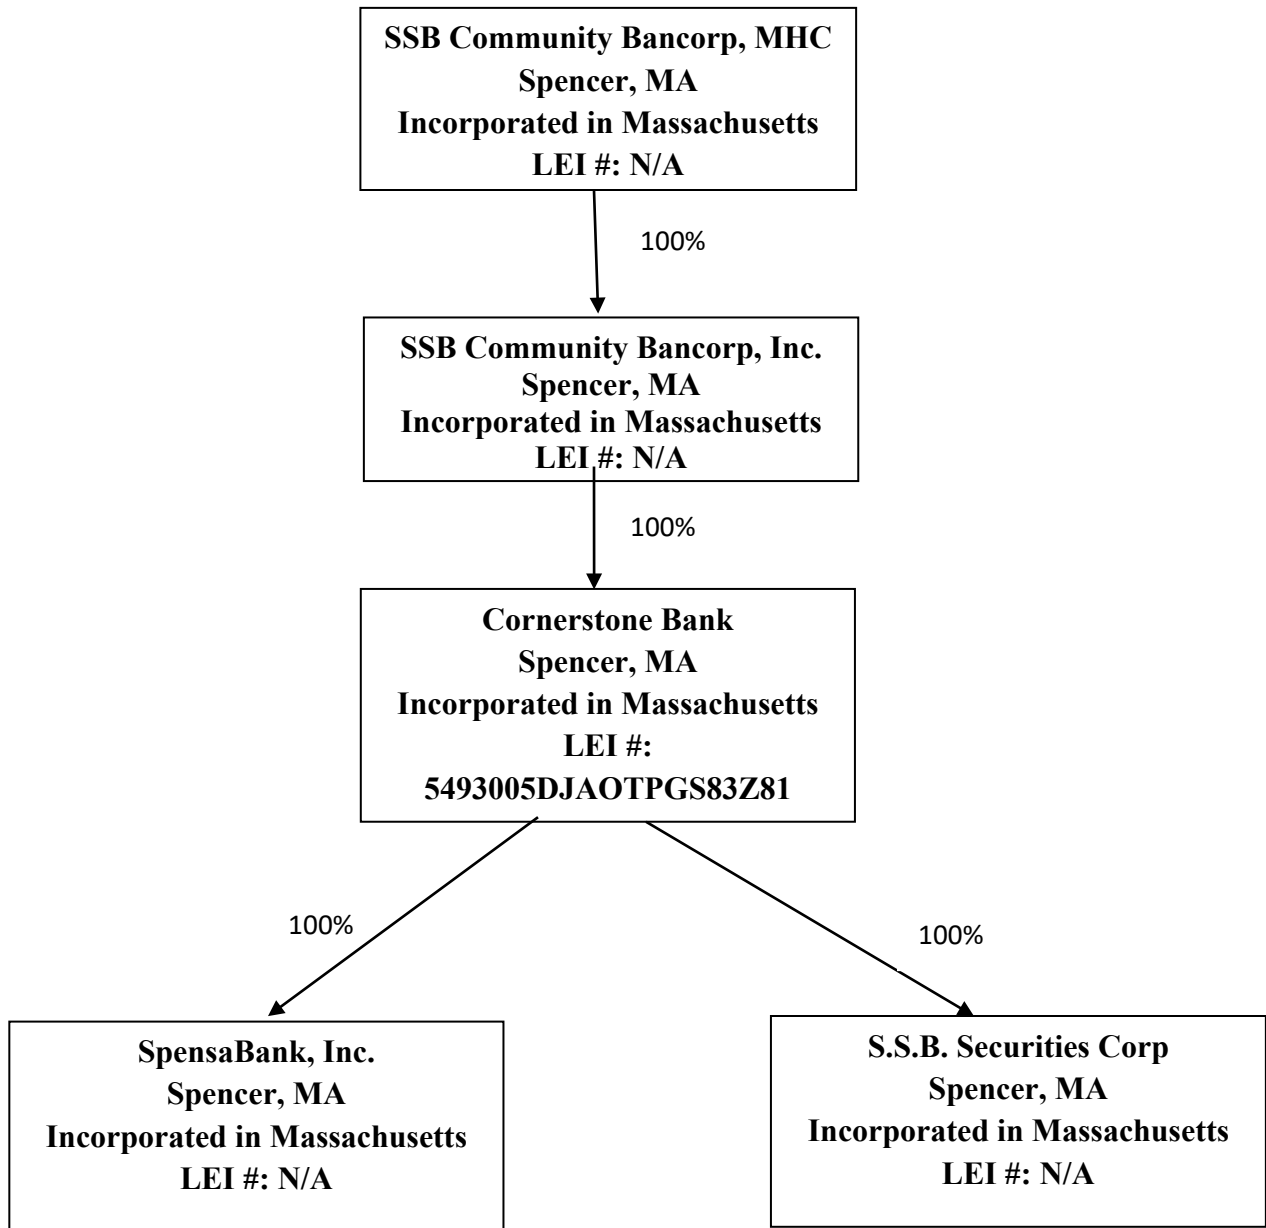 SSB Community Bancorp, MHC
Spencer, MA
Incorporated in Massachusetts
LEI #: N/A
100%
SSB Community Bancorp, Inc.
Spencer, MA
Incorporated in Massachusetts
LEI #: N/A
100%
Cornerstone Bank
Spencer, MA
Incorporated in Massachusetts
LEI #:
5493005DJAOTPGS83Z81
100%
100%
SpensaBank, Inc.
Spencer, MA
Incorporated in Massachusetts
LEI #: N/A
S.S.B. Securities Corp
Spencer, MA
Incorporated in Massachusetts
LEI #: N/A